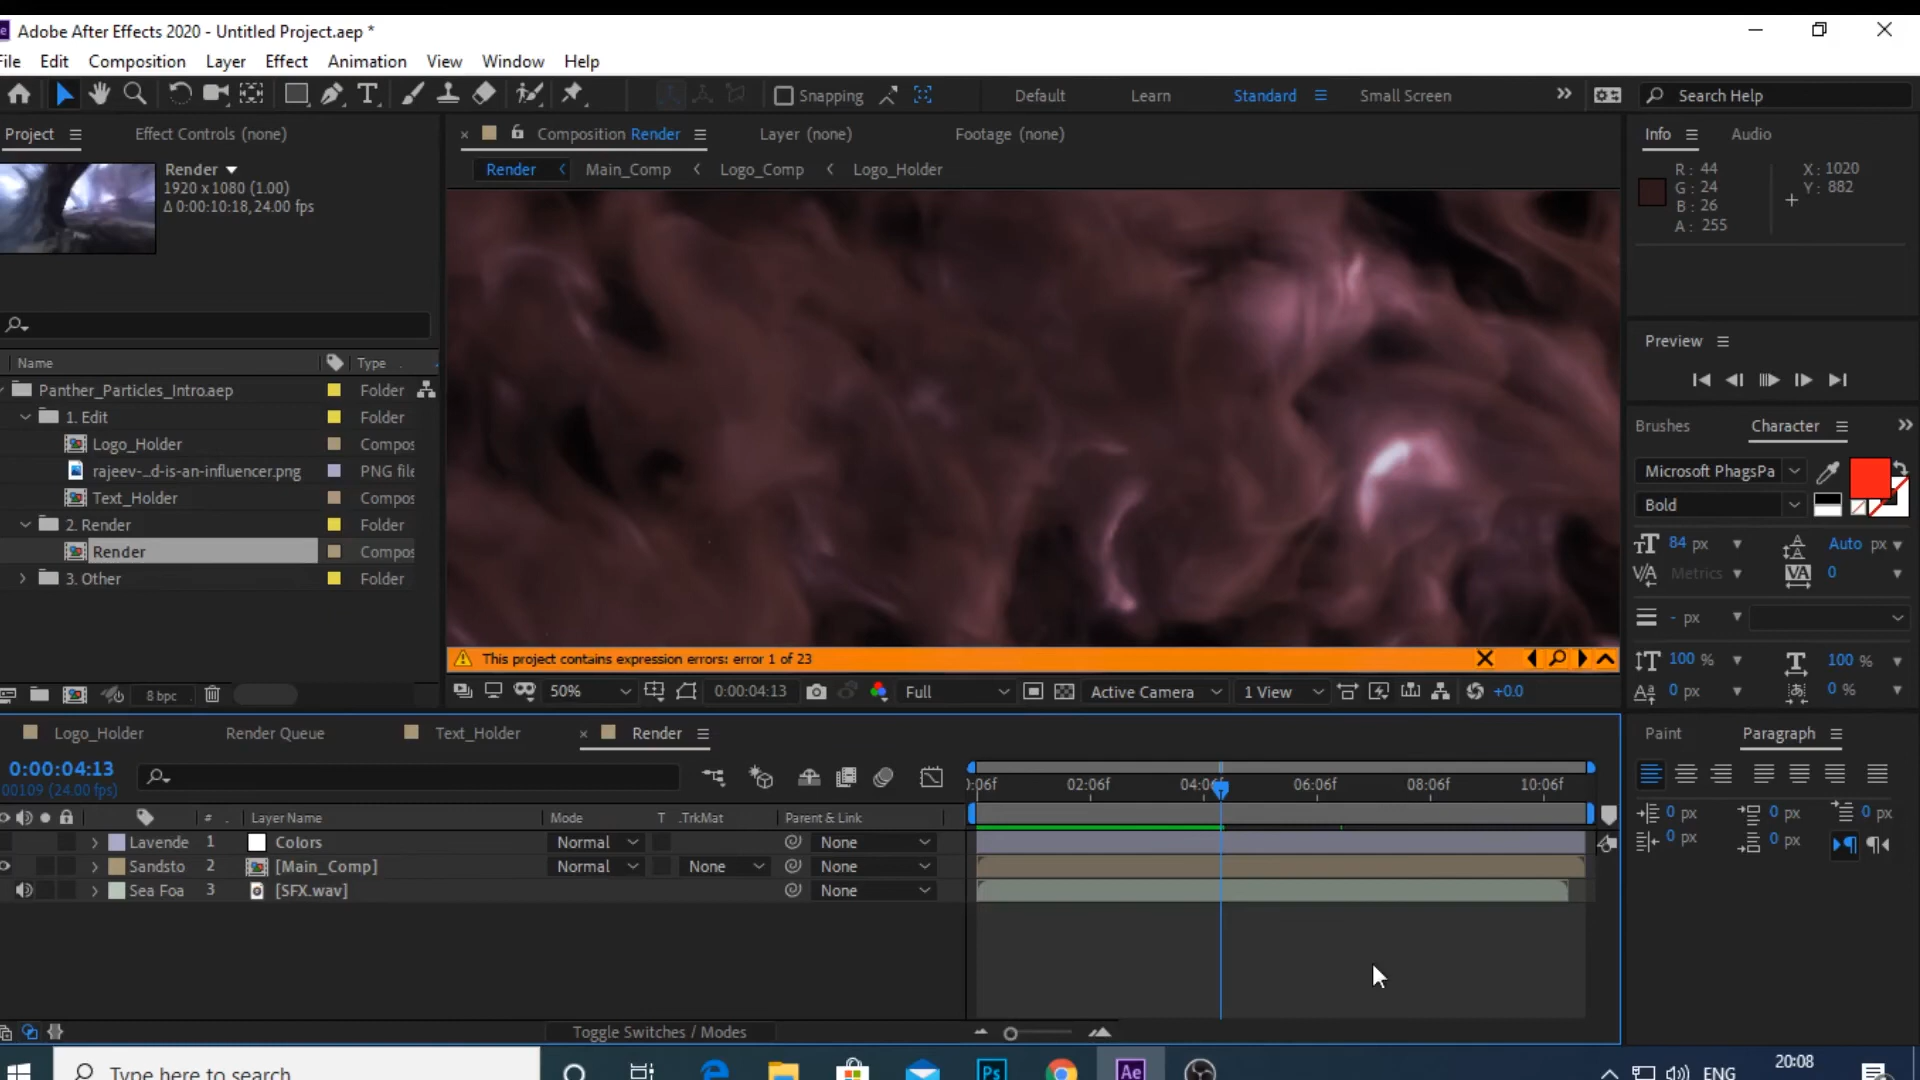 Adobe After Effects 2020 - Untitled Project.aep *
File Edit Composition Layer Effect Animation View Window Help
Snapping Default Learn Standard Small Screen Search Help
Project Effect Controls (none)
Composition Render Layer (none) Footage (none)
Info Audio
Render
1920 x 1080 (1.00)
Δ 0:00:10:18, 24.00 fps
Render Main_Comp Logo_Comp Logo_Holder
R: 44
G: 24
B: 26
A: 255
X: 1020
Y: 882
Preview
Name Type
Panther_Particles_Intro.aep Folder
1. Edit Folder
Logo_Holder Compos
rajeev-...d-is-an-influencer.png PNG file
Text_Holder Compos
2. Render Folder
Render Compos
3. Other Folder
8 bpc
This project contains expression errors: error 1 of 23
50% 0:00:04:13 Full Active Camera 1 View +0.0
Brushes Character
Microsoft PhagsPa
Bold
84 px Auto px
Metrics 0
- px
100 % 100 %
0 px 0 %
Logo_Holder Render Queue Text_Holder Render
0:00:04:13
00109 (24.00 fps)
:06f 02:06f 04:06f 06:06f 08:06f 10:06f
# Layer Name Mode T .TrkMat Parent & Link
Lavende 1 Colors Normal None
Sandsto 2 [Main_Comp] Normal None None
Sea Foa 3 [SFX.wav] None
Toggle Switches / Modes
Paint Paragraph
0 px 0 px 0 px
0 px 0 px
Type here to search
Ps Ae
ENG
20:08